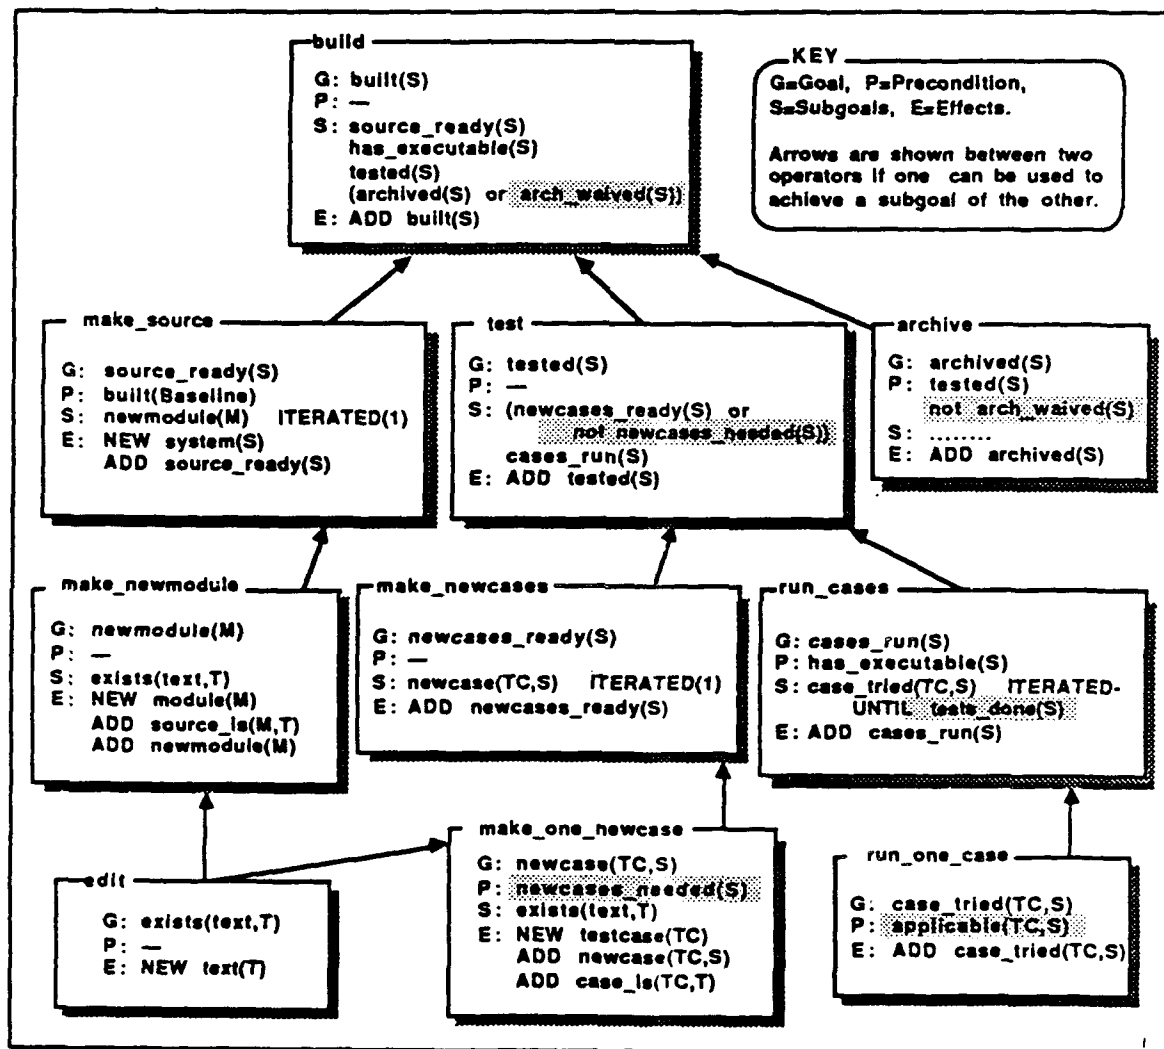 build
G: built(S)
P: —
S: source_ready(S)
has_executable(S)
tested(S)
(archived(S) or arch_waived(S))
E: ADD built(S)
KEY
G=Goal, P=Precondition,
S=Subgoals, E=Effects.
Arrows are shown between two
operators if one can be used to
achieve a subgoal of the other.
make_source
G: source_ready(S)
P: built(Baseline)
S: newmodule(M) ITERATED(1)
E: NEW system(S)
ADD source_ready(S)
test
G: tested(S)
P: —
S: (newcases_ready(S) or
not newcases_needed(S))
cases_run(S)
E: ADD tested(S)
archive
G: archived(S)
P: tested(S)
not arch_waived(S)
S: ........
E: ADD archived(S)
make_newmodule
G: newmodule(M)
P: —
S: exists(text,T)
E: NEW module(M)
ADD source_is(M,T)
ADD newmodule(M)
make_newcases
G: newcases_ready(S)
P: —
S: newcase(TC,S) ITERATED(1)
E: ADD newcases_ready(S)
run_cases
G: cases_run(S)
P: has_executable(S)
S: case_tried(TC,S) ITERATED-
UNTIL tests_done(S)
E: ADD cases_run(S)
edit
G: exists(text,T)
P: —
E: NEW text(T)
make_one_newcase
G: newcase(TC,S)
P: newcases_needed(S)
S: exists(text,T)
E: NEW testcase(TC)
ADD newcase(TC,S)
ADD case_is(TC,T)
run_one_case
G: case_tried(TC,S)
P: applicable(TC,S)
E: ADD case_tried(TC,S)